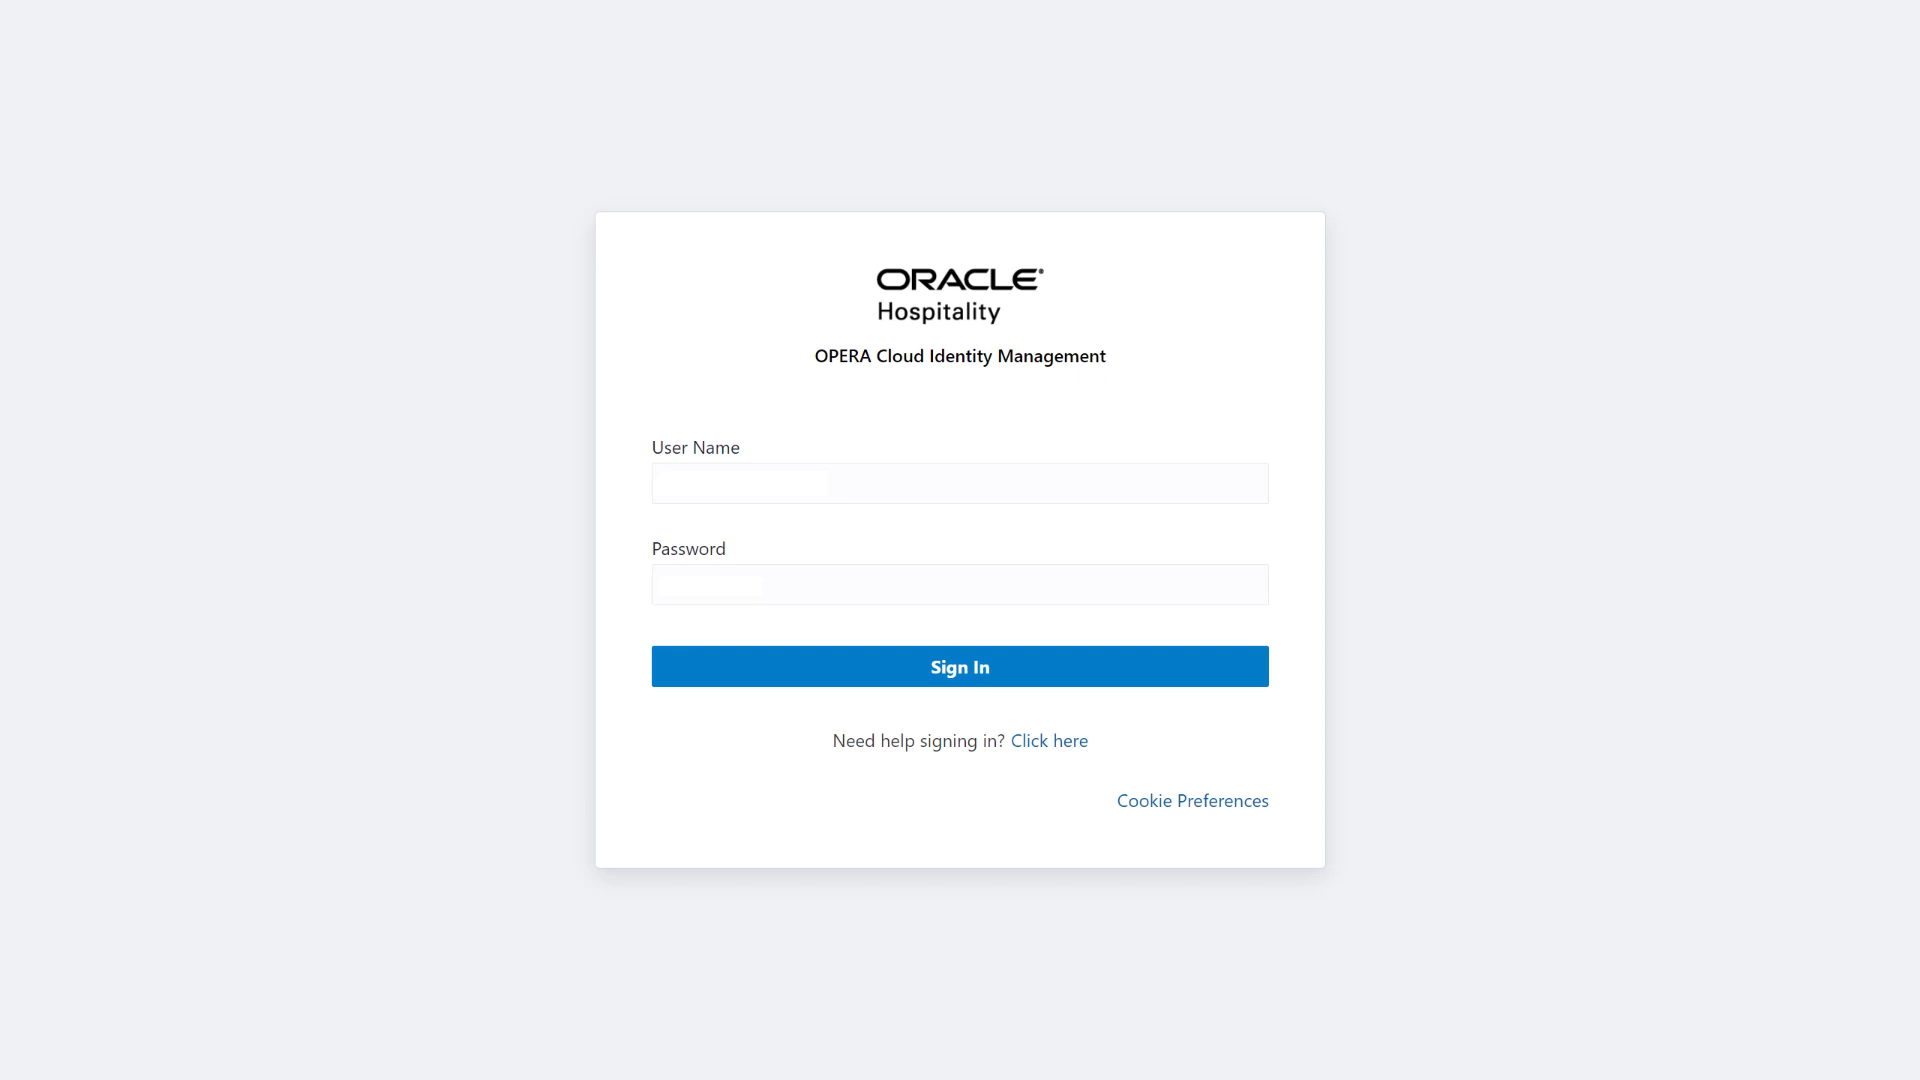 ORACLE®
Hospitality
OPERA Cloud Identity Management
User Name
Password
Sign In
Need help signing in? Click here
Cookie Preferences